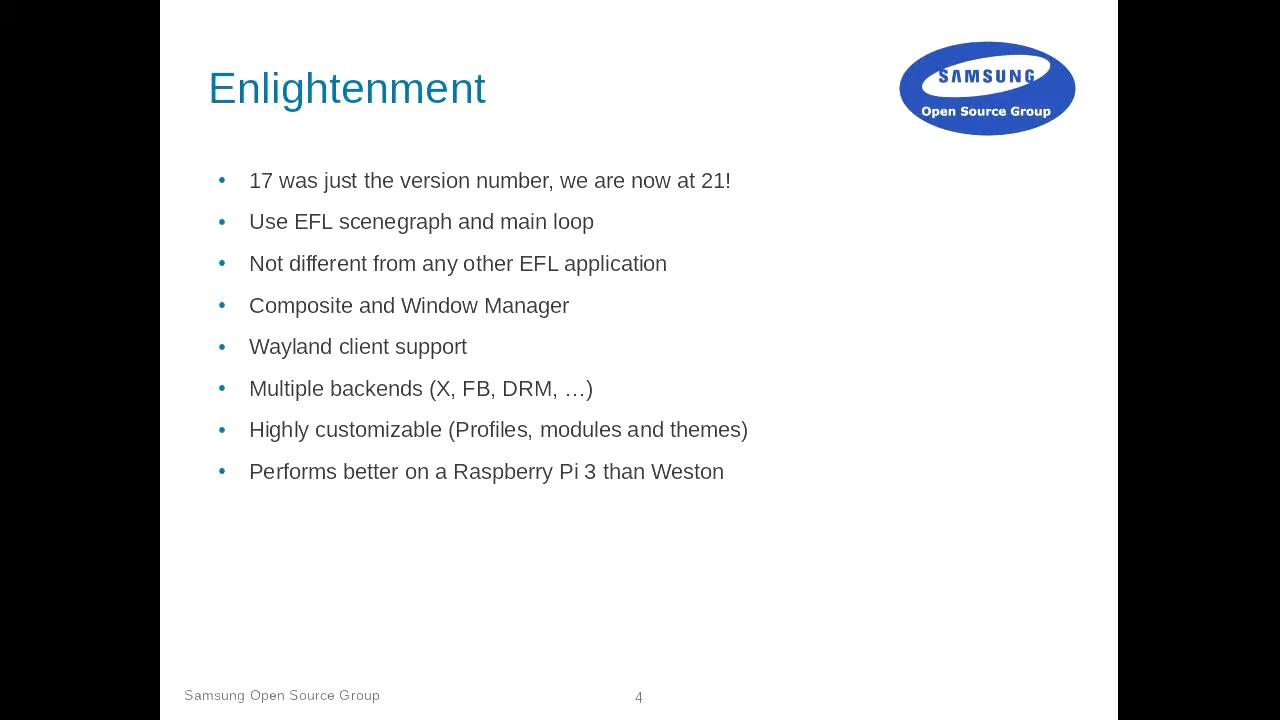 Enlightenment
SAMSUNG
Open Source Group
• 17 was just the version number, we are now at 21!
• Use EFL scenegraph and main loop
• Not different from any other EFL application
• Composite and Window Manager
• Wayland client support
• Multiple backends (X, FB, DRM, …)
• Highly customizable (Profiles, modules and themes)
• Performs better on a Raspberry Pi 3 than Weston
Samsung Open Source Group
4